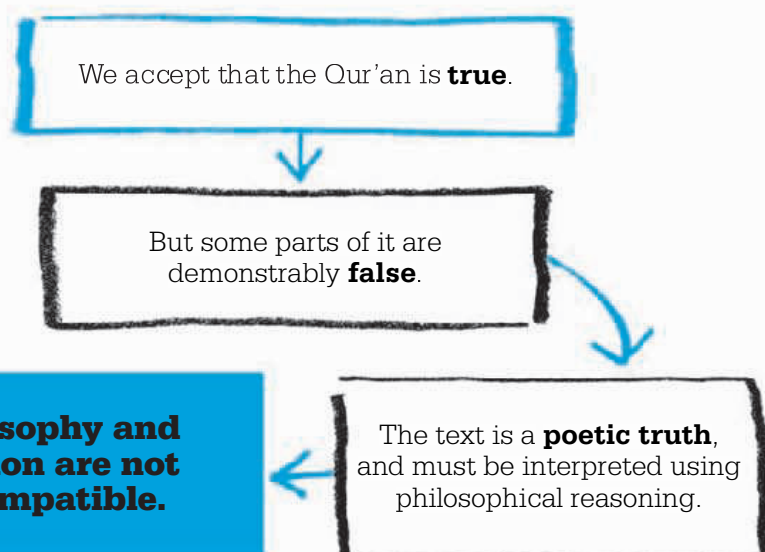 We accept that the Qur’an is true.
But some parts of it are
demonstrably false.
The text is a poetic truth,
and must be interpreted using
philosophical reasoning.
sophy and
ion are not
mpatible.